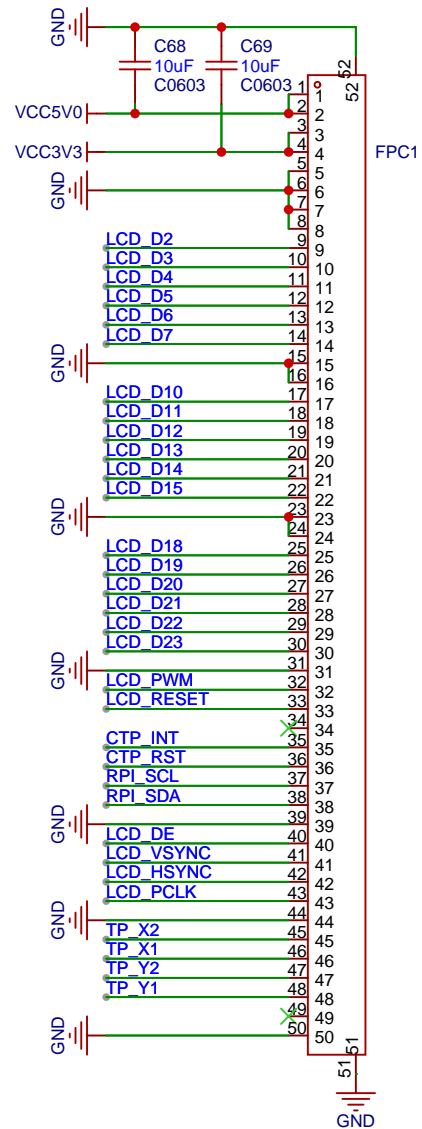 GND
C68
10uF
C0603
C69
10uF
C0603
52
52
1
1
VCC5V0
2
2
3
3
VCC3V3
4
4
FPC1
5
5
GND
6
6
7
7
8
8
LCD_D2
9
9
LCD_D3
10
10
LCD_D4
11
11
LCD_D5
12
12
LCD_D6
13
13
LCD_D7
14
14
GND
15
15
16
16
LCD_D10
17
17
LCD_D11
18
18
LCD_D12
19
19
LCD_D13
20
20
LCD_D14
21
21
LCD_D15
22
22
GND
23
23
24
24
LCD_D18
25
25
LCD_D19
26
26
LCD_D20
27
27
LCD_D21
28
28
LCD_D22
29
29
LCD_D23
30
30
GND
31
31
LCD_PWM
32
32
LCD_RESET
33
33
34
34
CTP_INT
35
35
CTP_RST
36
36
RPI_SCL
37
37
RPI_SDA
38
38
GND
39
39
LCD_DE
40
40
LCD_VSYNC
41
41
LCD_HSYNC
42
42
LCD_PCLK
43
43
GND
44
44
TP_X2
45
45
TP_X1
46
46
TP_Y2
47
47
TP_Y1
48
48
49
49
GND
50
50
51
51
GND